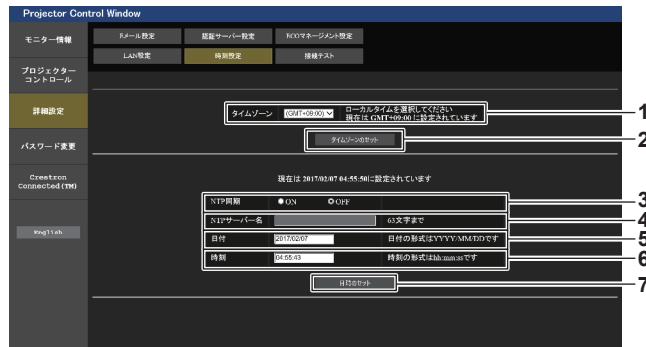 Projector Control Window
モニター情報
プロジェクター
コントロール
詳細設定
パスワード変更
Crestron
Connected(TM)
English
Eメール設定
認証サーバー設定
ECOマネージメント設定
LAN設定
時刻設定
接続テスト
タイムゾーン
(GMT+09:00)
ローカルタイムを選択してください
現在は GMT+09:00 に設定されています
1
タイムゾーンのセット
2
現在は 2017/02/07 04:55:50に設定されています
NTP同期
ON
OFF
3
NTPサーバー名
63文字まで
4
日付
2017/02/07
日付の形式はYYYY/MM/DDです
5
時刻
04:55:43
時刻の形式はhh:mm:ssです
6
日時のセット
7